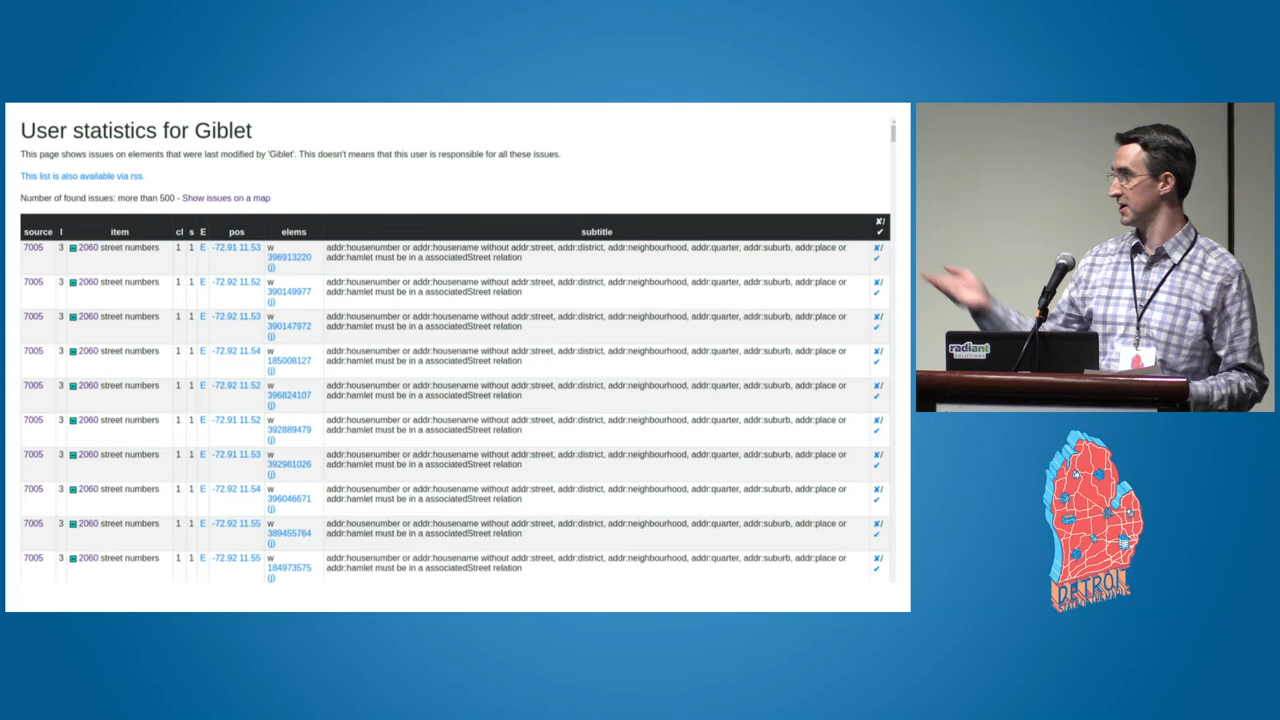 User statistics for Giblet
This page shows issues on elements that were last modified by 'Giblet'. This doesn't means that this user is responsible for all these issues.
This list is also available via rss.
Number of found issues: more than 500 - Show issues on a map
source l item cl s E pos elems subtitle ✘/✔
7005 3 2060 street numbers 1 1 E -72.91 11.53 w 396913220 (j) addr:housenumber or addr:housename without addr:street, addr:district, addr:neighbourhood, addr:quarter, addr:suburb, addr:place or
addr:hamlet must be in a associatedStreet relation ✘/✔
7005 3 2060 street numbers 1 1 E -72.92 11.52 w 390149977 (j) addr:housenumber or addr:housename without addr:street, addr:district, addr:neighbourhood, addr:quarter, addr:suburb, addr:place or
addr:hamlet must be in a associatedStreet relation ✘/✔
7005 3 2060 street numbers 1 1 E -72.92 11.53 w 390147972 (j) addr:housenumber or addr:housename without addr:street, addr:district, addr:neighbourhood, addr:quarter, addr:suburb, addr:place or
addr:hamlet must be in a associatedStreet relation ✘/✔
7005 3 2060 street numbers 1 1 E -72.92 11.54 w 185008127 (j) addr:housenumber or addr:housename without addr:street, addr:district, addr:neighbourhood, addr:quarter, addr:suburb, addr:place or
addr:hamlet must be in a associatedStreet relation ✘/✔
7005 3 2060 street numbers 1 1 E -72.92 11.52 w 396824107 (j) addr:housenumber or addr:housename without addr:street, addr:district, addr:neighbourhood, addr:quarter, addr:suburb, addr:place or
addr:hamlet must be in a associatedStreet relation ✘/✔
7005 3 2060 street numbers 1 1 E -72.91 11.52 w 392889479 (j) addr:housenumber or addr:housename without addr:street, addr:district, addr:neighbourhood, addr:quarter, addr:suburb, addr:place or
addr:hamlet must be in a associatedStreet relation ✘/✔
7005 3 2060 street numbers 1 1 E -72.91 11.53 w 392981026 (j) addr:housenumber or addr:housename without addr:street, addr:district, addr:neighbourhood, addr:quarter, addr:suburb, addr:place or
addr:hamlet must be in a associatedStreet relation ✘/✔
7005 3 2060 street numbers 1 1 E -72.91 11.54 w 396046671 (j) addr:housenumber or addr:housename without addr:street, addr:district, addr:neighbourhood, addr:quarter, addr:suburb, addr:place or
addr:hamlet must be in a associatedStreet relation ✘/✔
7005 3 2060 street numbers 1 1 E -72.92 11.55 w 389455764 (j) addr:housenumber or addr:housename without addr:street, addr:district, addr:neighbourhood, addr:quarter, addr:suburb, addr:place or
addr:hamlet must be in a associatedStreet relation ✘/✔
7005 3 2060 street numbers 1 1 E -72.92 11.55 w 184973575 (j) addr:housenumber or addr:housename without addr:street, addr:district, addr:neighbourhood, addr:quarter, addr:suburb, addr:place or
addr:hamlet must be in a associatedStreet relation ✘/✔
radiant
SOLUTIONS
DETROIT
STATE OF THE MAP US